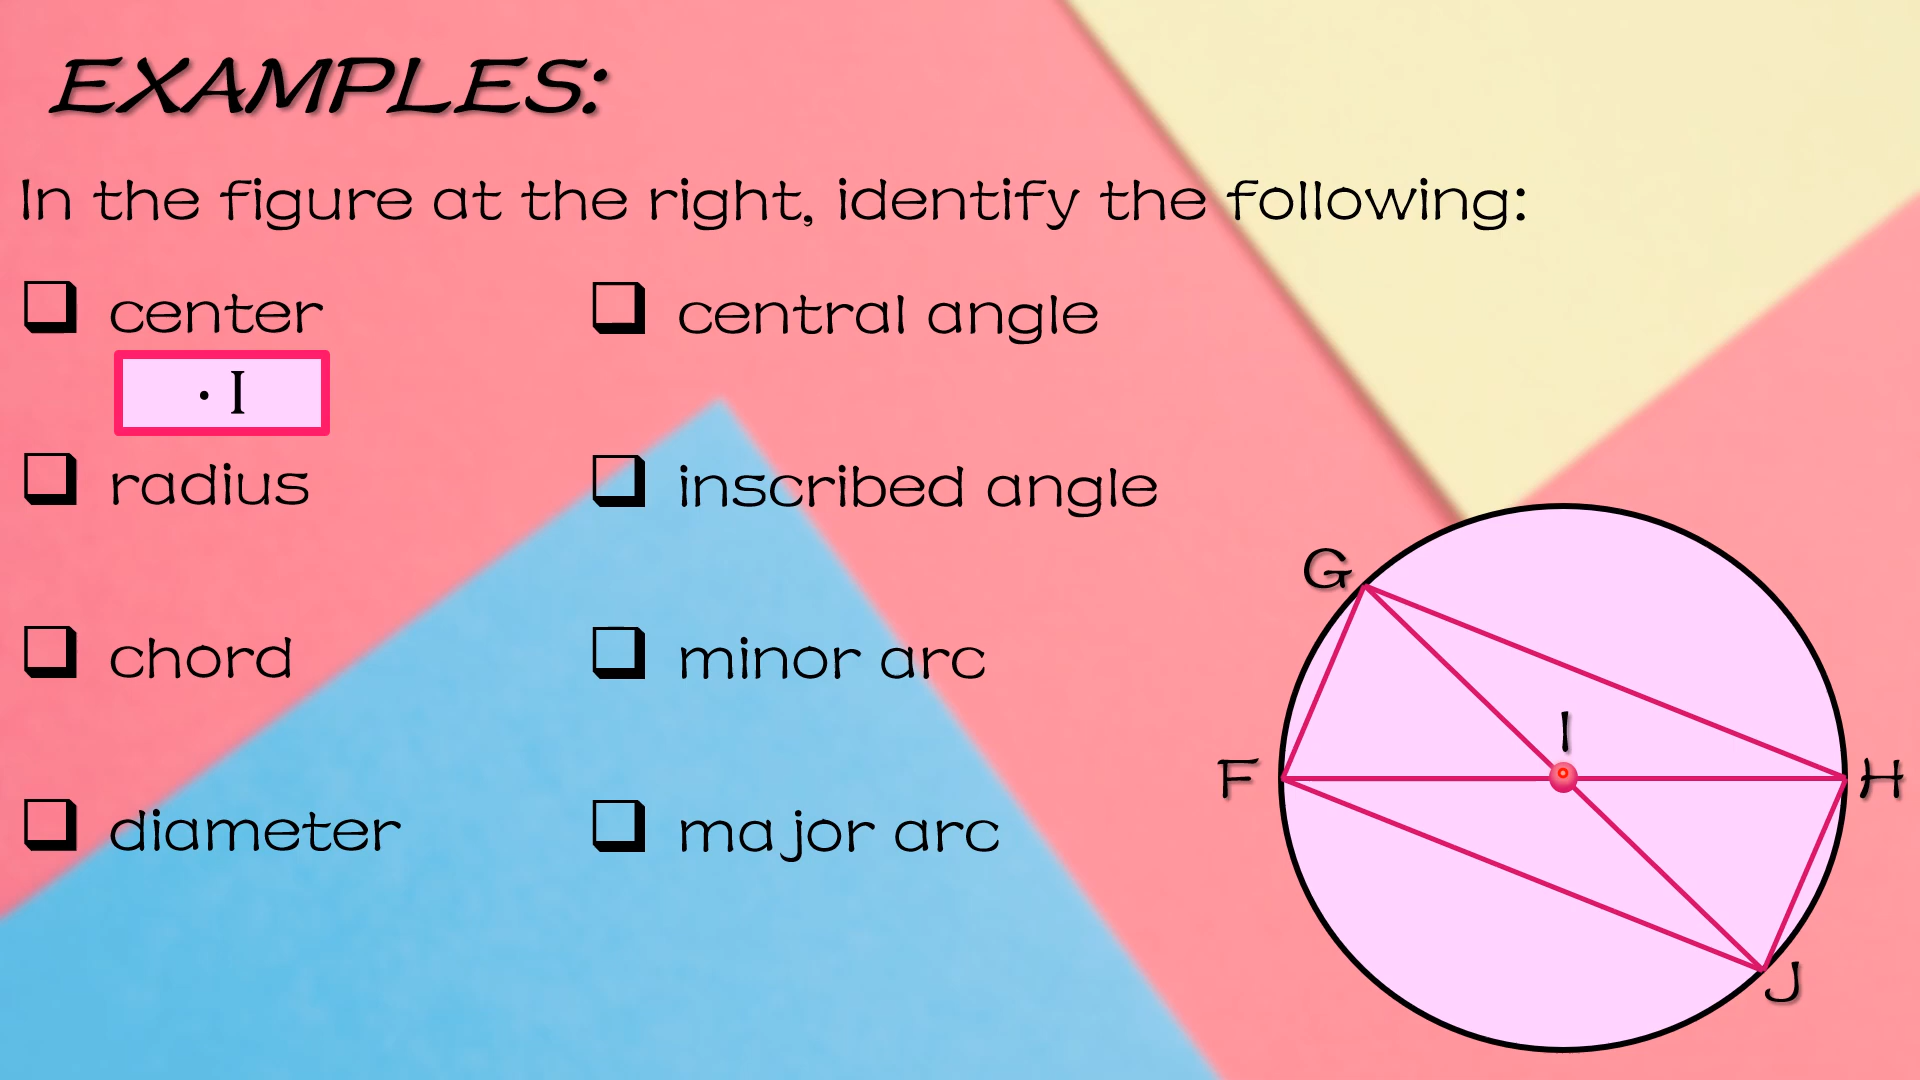 EXAMPLES:
In the figure at the right, identify the following:
❑ center
· I
❑ radius
❑ chord
❑ diameter
❑ central angle
❑ inscribed angle
❑ minor arc
❑ major arc
G
I
F
H
J